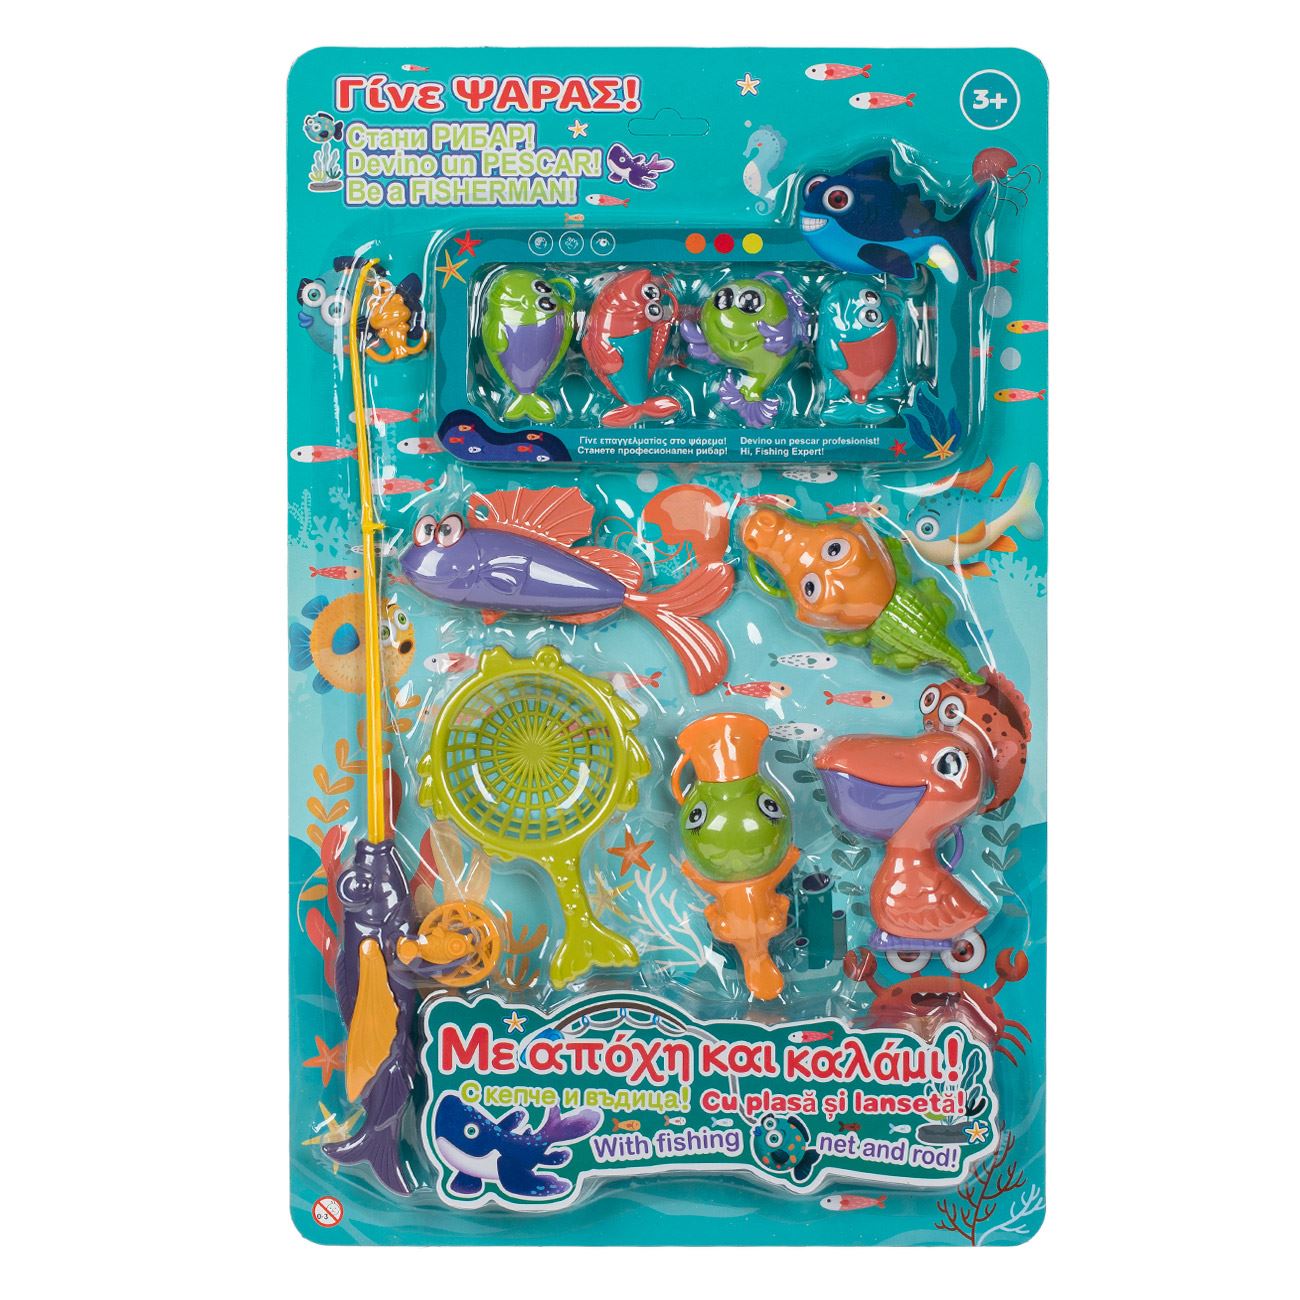 Γίνε ΨΑΡΑΣ!
3+
Стани РИБАР!
Devino un PESCAR!
Be a FISHERMAN!
Γίνε επαγγελματίας στο ψάρεμα! Devino un pescar profesionist!
Станете професионален рибар! Hi, Fishing Expert!
Με απόχη και καλάμι!
С кепче и въдица! Cu plasă și lansetă!
With fishing net and rod!
0-3